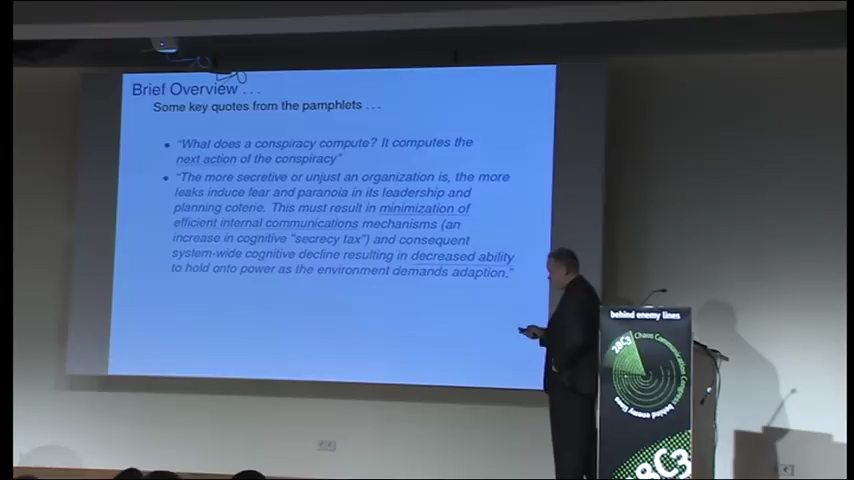 Brief Overview . . .
Some key quotes from the pamphlets . . .
• "What does a conspiracy compute? It computes the
next action of the conspiracy"
• "The more secretive or unjust an organization is, the more
leaks induce fear and paranoia in its leadership and
planning coterie. This must result in minimization of
efficient internal communications mechanisms (an
increase in cognitive "secrecy tax") and consequent
system-wide cognitive decline resulting in decreased ability
to hold onto power as the environment demands adaption."
behind enemy lines
28C3
Chaos Communication Congress
behind enemy lines
28C3